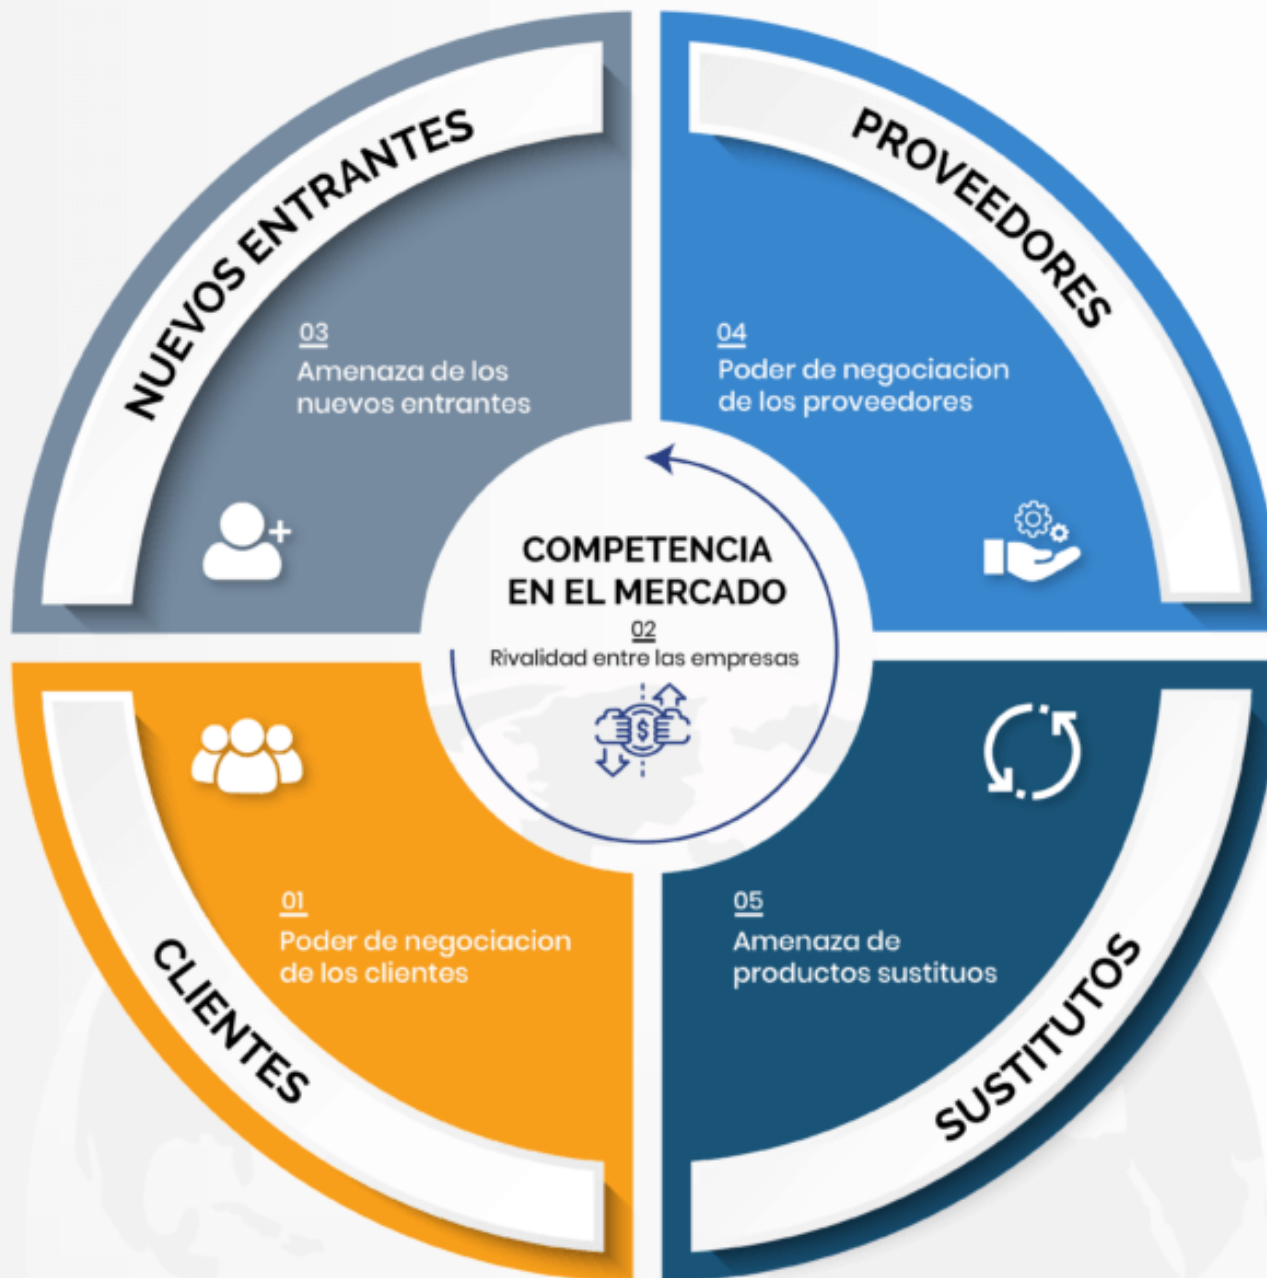 NUEVOS ENTRANTES
03
Amenaza de los
nuevos entrantes
PROVEEDORES
04
Poder de negociacion
de los proveedores
COMPETENCIA
EN EL MERCADO
02
Rivalidad entre las empresas
$
CLIENTES
01
Poder de negociacion
de los clientes
SUSTITUTOS
05
Amenaza de
productos sustituos